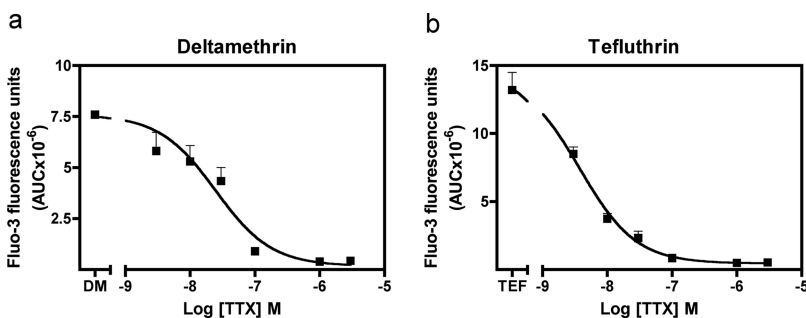 a
Deltamethrin
Fluo-3 fluorescence units
(AUCx10⁻⁶)
10
7.5
5
2.5
DM
-9
-8
-7
-6
-5
Log [TTX] M
b
Tefluthrin
Fluo-3 fluorescence units
(AUCx10⁻⁶)
15
10
5
TEF
-9
-8
-7
-6
-5
Log [TTX] M